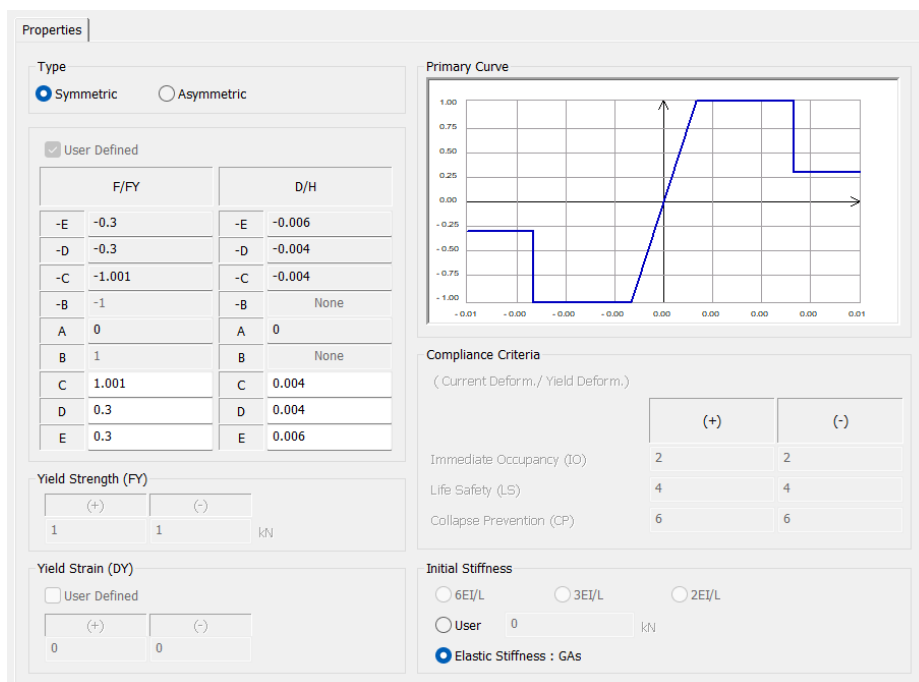 Properties
Type
Symmetric Asymmetric
User Defined
F/FY D/H
-E -0.3 -E -0.006
-D -0.3 -D -0.004
-C -1.001 -C -0.004
-B -1 -B None
A 0 A 0
B 1 B None
C 1.001 C 0.004
D 0.3 D 0.004
E 0.3 E 0.006
Yield Strength (FY)
(+) (-)
1 1 kN
Yield Strain (DY)
User Defined
(+) (-)
0 0
Primary Curve
1.00
0.75
0.50
0.25
0.00
-0.25
-0.50
-0.75
-1.00
-0.01 -0.00 -0.00 -0.00 0.00 0.00 0.00 0.00 0.01
Compliance Criteria
( Current Deform./ Yield Deform.)
(+) (-)
Immediate Occupancy (IO) 2 2
Life Safety (LS) 4 4
Collapse Prevention (CP) 6 6
Initial Stiffness
6EI/L 3EI/L 2EI/L
User 0 kN
Elastic Stiffness : GAs